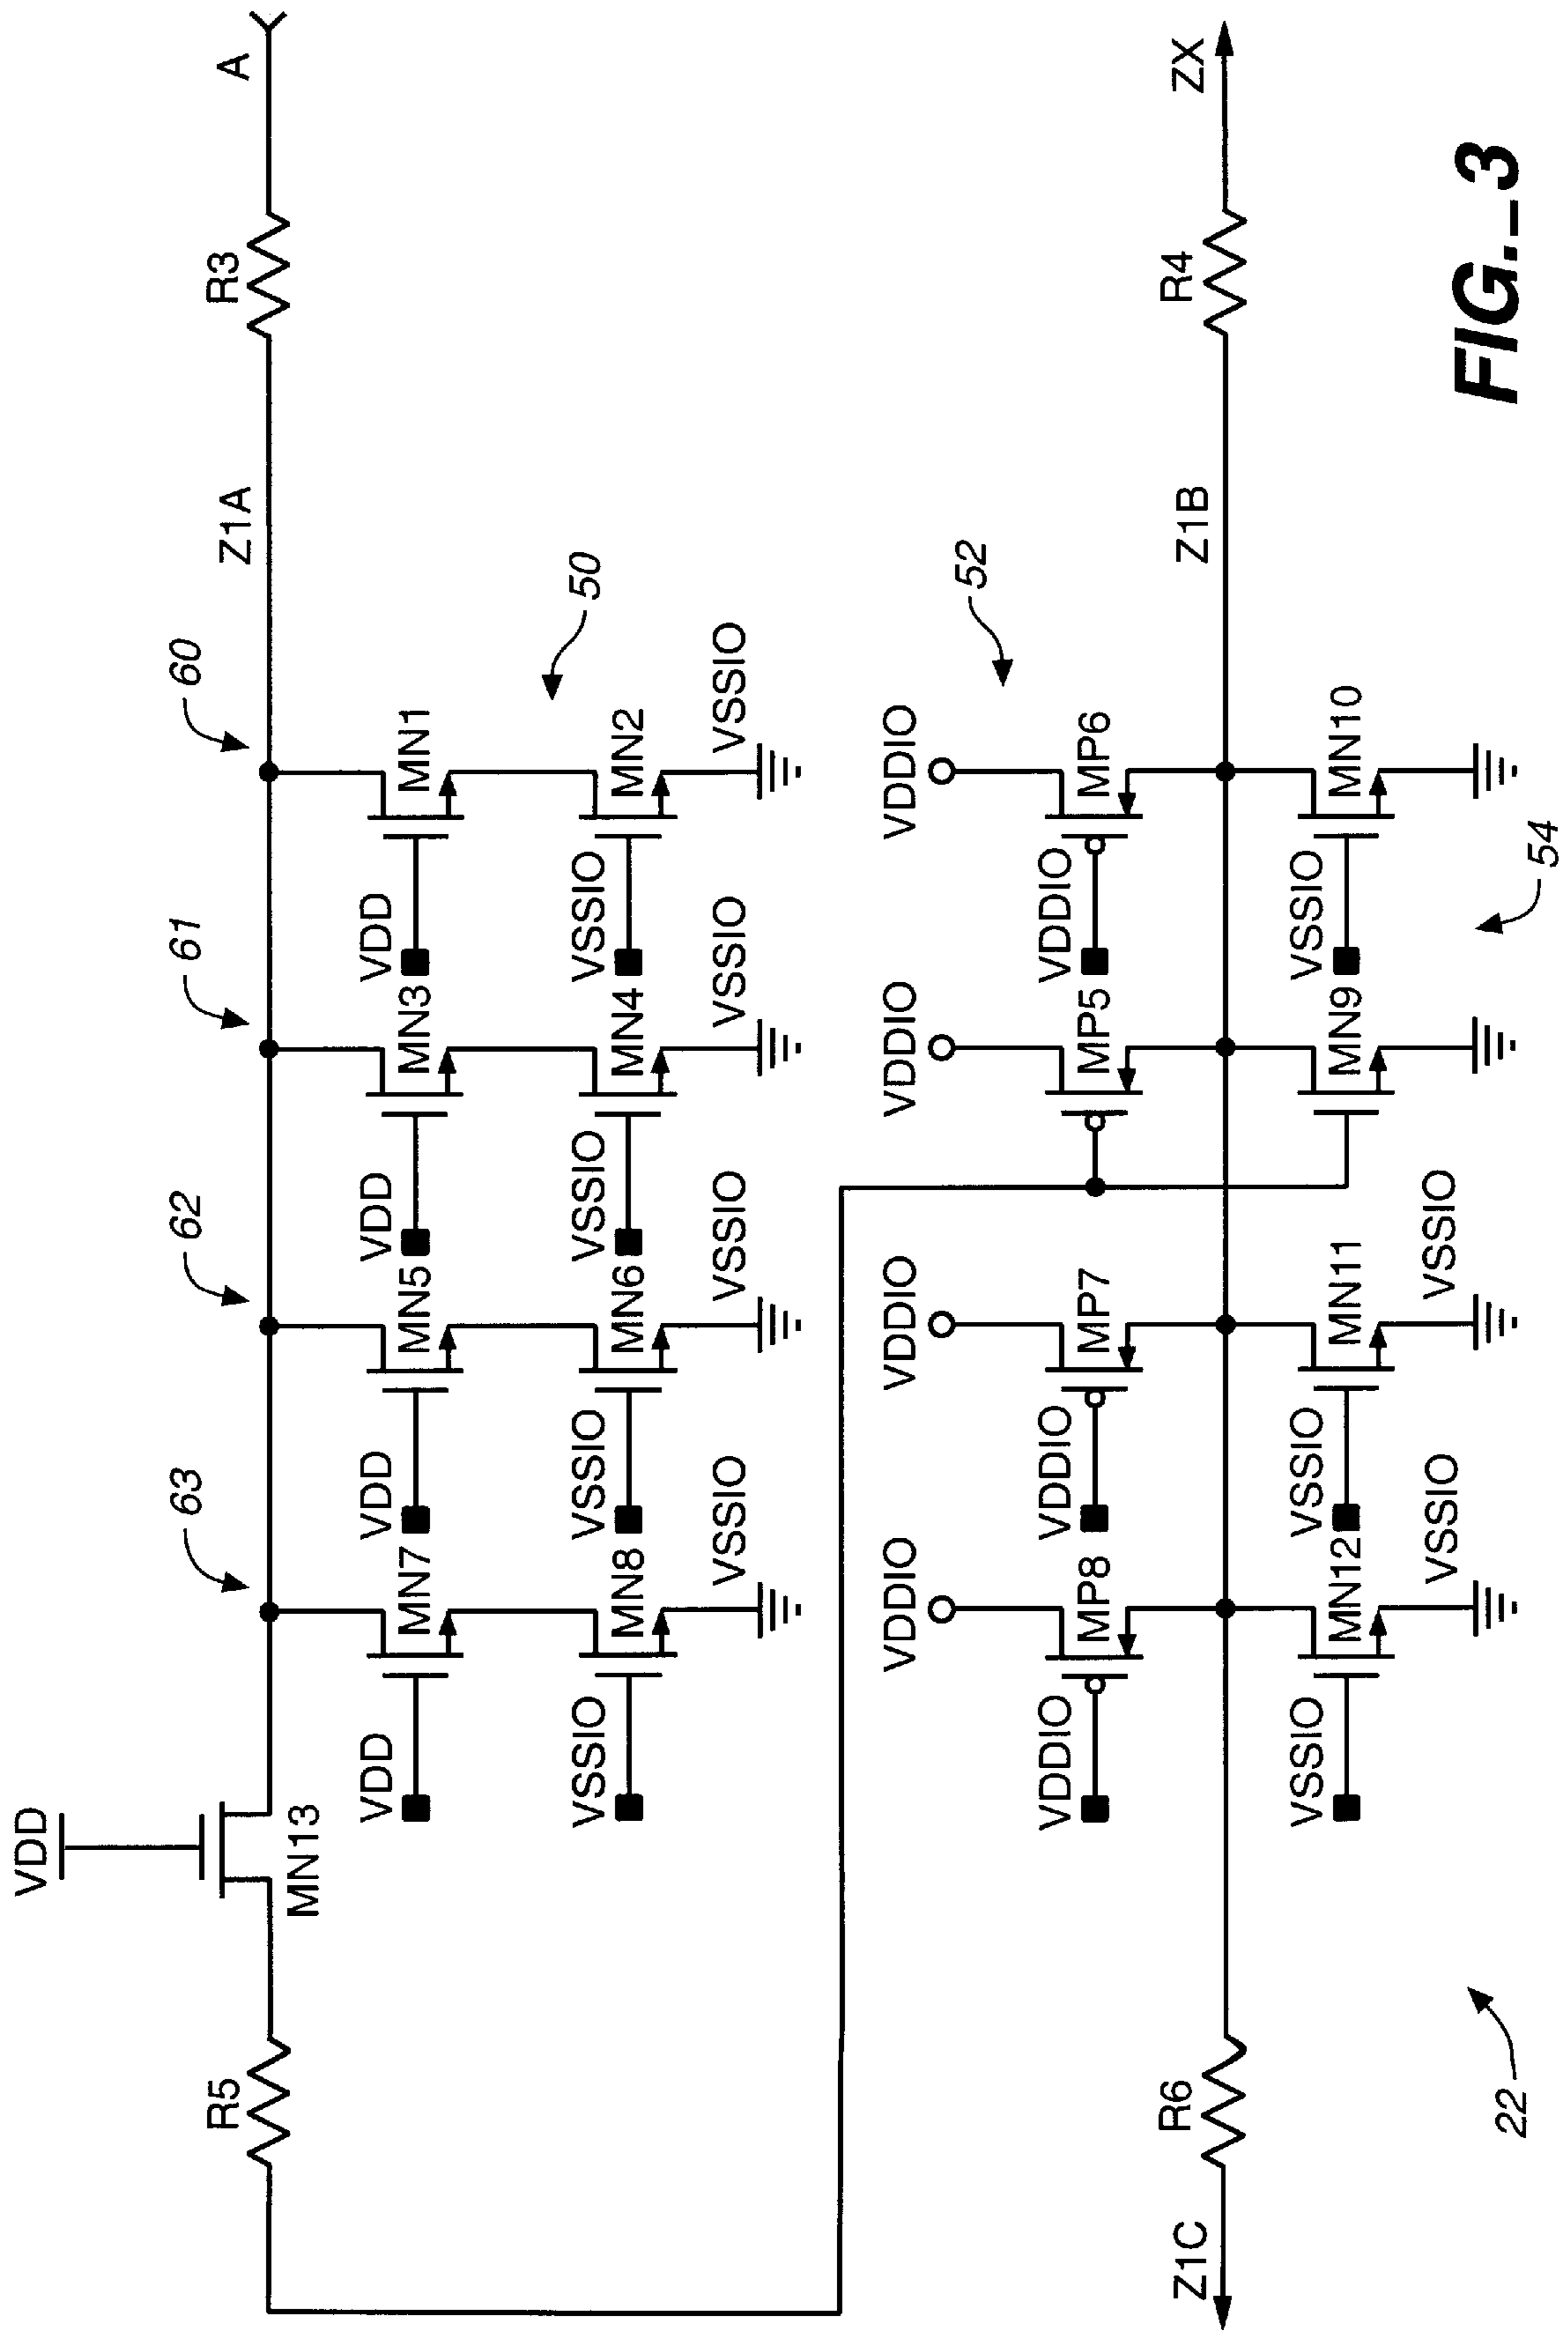 VDD
MN13
R5
63
62
61
60
Z1A
R3
A
VDD
MN7
VDD
MN5
VDD
MN3
VDD
MN1
50
VSSIO
MN8
VSSIO
MN6
VSSIO
MN4
VSSIO
MN2
VSSIO
VSSIO
VSSIO
VSSIO
VDDIO
VDDIO
VDDIO
VDDIO
52
VDDIO
MP8
VDDIO
MP7
MP5
VDDIO
MP6
Z1C
R6
Z1B
R4
ZX
VSSIO
MN12
VSSIO
MN11
MN9
VSSIO
MN10
VSSIO
VSSIO
54
22
FIG._3